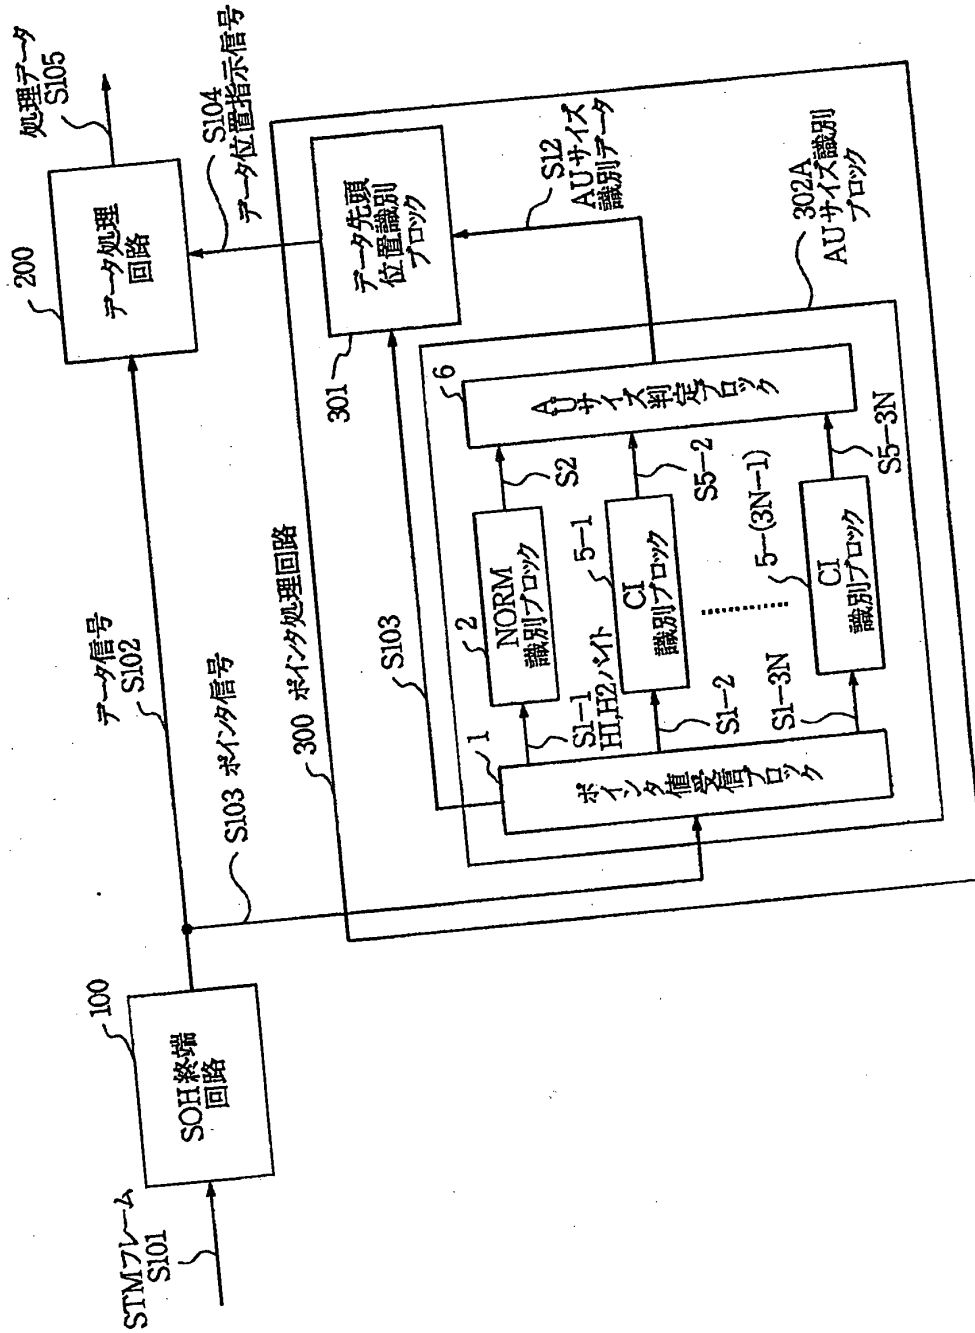 STMフレーム
S101
100
SOH終端
回路
データ信号
S102
S103 ポインタ信号
200
データ処理
回路
処理データ
S105
S104
データ位置指示信号
300 ポインタ処理回路
301
データ先頭
位置識別
ブロック
S103
S12
AUサイズ
識別データ
302A
AUサイズ識別
ブロック
1
ポインタ値受信ブロック
S1-1
H1,H2バイト
2
NORM
識別ブロック
S2
S1-2
5-1
CI
識別ブロック
S5-2
S1-3N
5-(3N-1)
CI
識別ブロック
S5-3N
6
AUサイズ判定ブロック